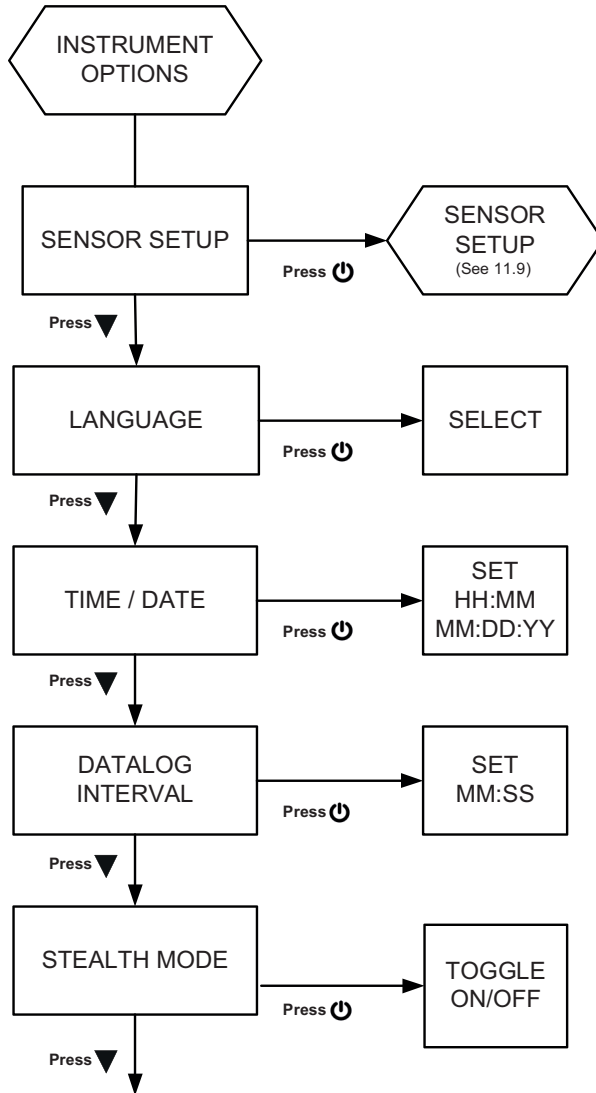 INSTRUMENT
OPTIONS
SENSOR SETUP
Press
SENSOR
SETUP
(See 11.9)
Press
LANGUAGE
Press
SELECT
Press
TIME / DATE
Press
SET
HH:MM
MM:DD:YY
Press
DATALOG
INTERVAL
Press
SET
MM:SS
Press
STEALTH MODE
Press
TOGGLE
ON/OFF
Press